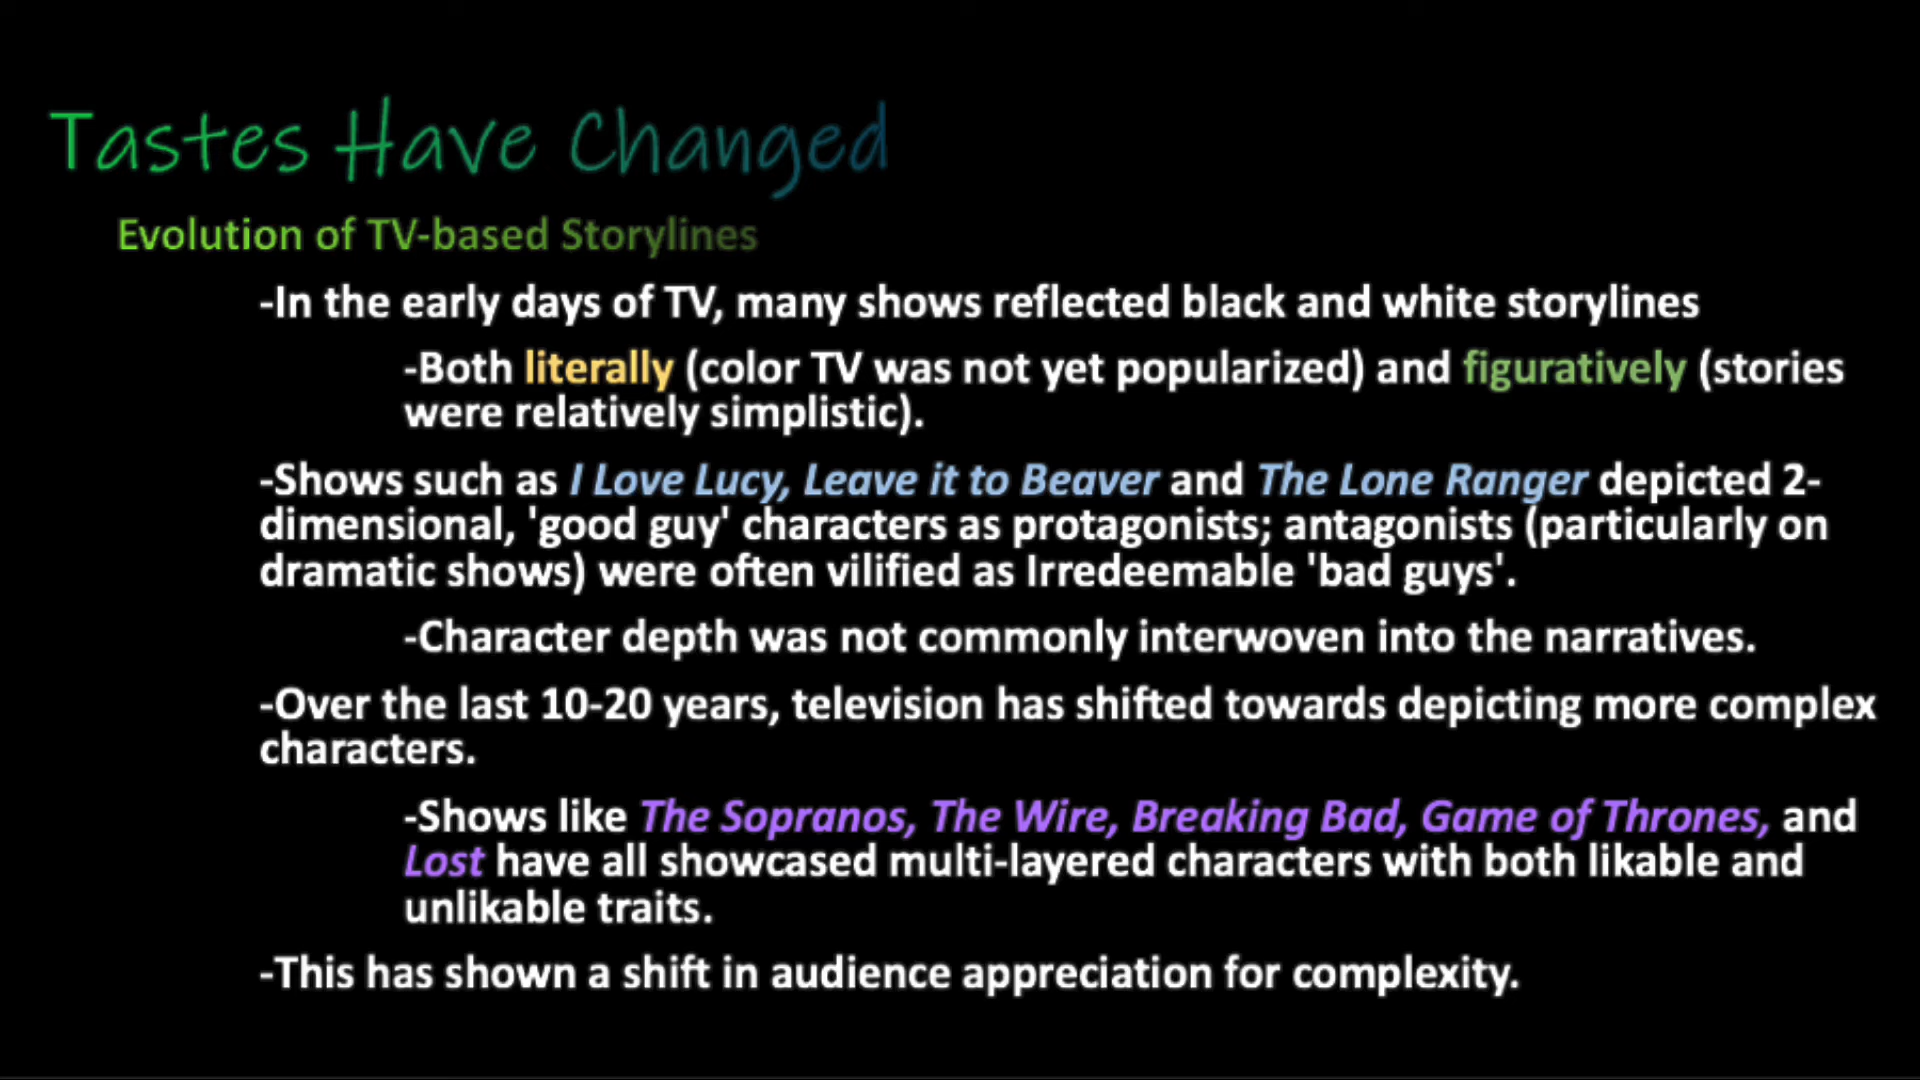 Tastes Have Changed
Evolution of TV-based Storylines
-In the early days of TV, many shows reflected black and white storylines
-Both literally (color TV was not yet popularized) and figuratively (stories
were relatively simplistic).
-Shows such as I Love Lucy, Leave it to Beaver and The Lone Ranger depicted 2-
dimensional, 'good guy' characters as protagonists; antagonists (particularly on
dramatic shows) were often vilified as Irredeemable 'bad guys'.
-Character depth was not commonly interwoven into the narratives.
-Over the last 10-20 years, television has shifted towards depicting more complex
characters.
-Shows like The Sopranos, The Wire, Breaking Bad, Game of Thrones, and
Lost have all showcased multi-layered characters with both likable and
unlikable traits.
-This has shown a shift in audience appreciation for complexity.